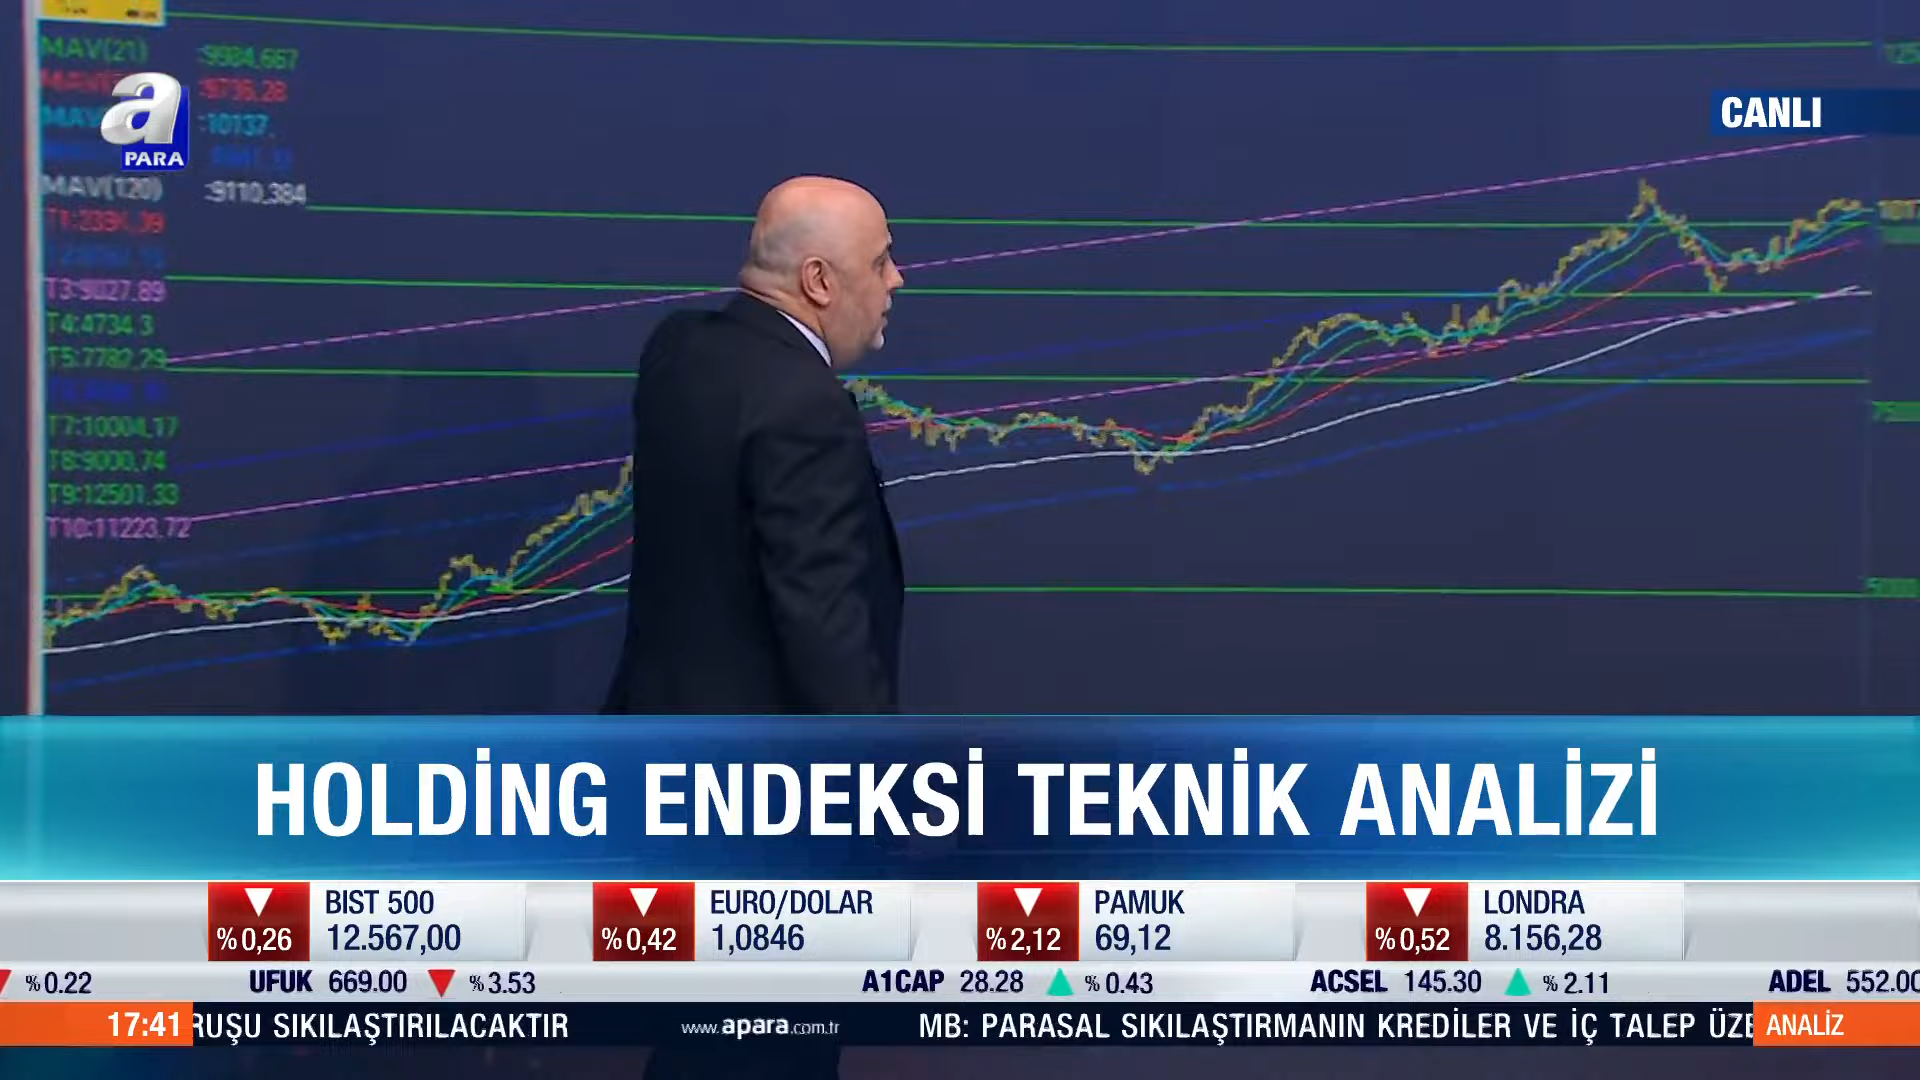 MAV(21) :9984.667
:9736.28
:10137.
MAV(120) :9110.384
T1:2394.39
T3:9027.89
T4:4734.3
T5:7782.29
T7:10004.17
T8:9000.74
T9:12501.33
T10:11223.72
a
PARA
CANLI
HOLDİNG ENDEKSİ TEKNİK ANALİZİ
%0,26 BIST 500 12.567,00
%0,42 EURO/DOLAR 1,0846
%2,12 PAMUK 69,12
%0,52 LONDRA 8.156,28
%0.22 UFUK 669.00 %3.53 A1CAP 28.28 %0.43 ACSEL 145.30 %2.11 ADEL 552.00
17:41 RUŞU SIKILAŞTIRILACAKTIR www.apara.com.tr MB: PARASAL SIKILAŞTIRMANIN KREDİLER VE İÇ TALEP ÜZE ANALİZ